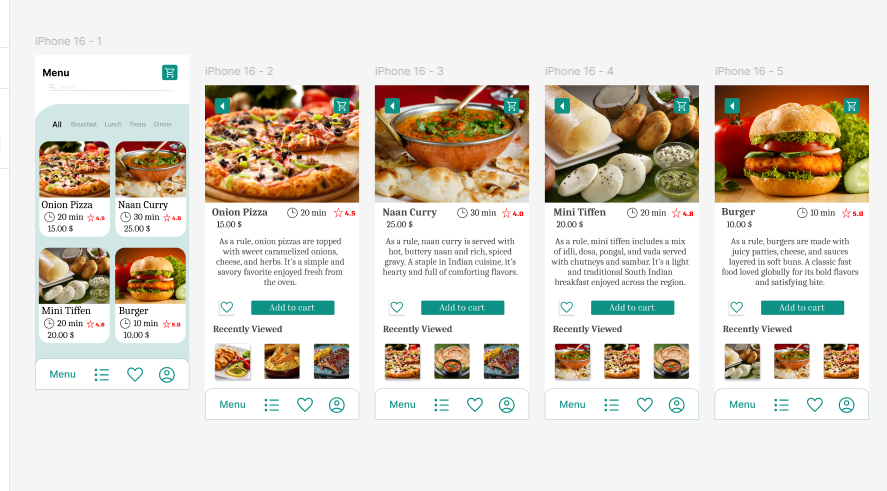 iPhone 16 - 1
Menu
All Breakfast Lunch Treats Dinner
Onion Pizza
20 min 4.5
15.00 $
Naan Curry
30 min 4.0
25.00 $
Mini Tiffen
20 min 4.8
20.00 $
Burger
10 min 5.0
10.00 $
Menu
iPhone 16 - 2
Onion Pizza 20 min 4.5
15.00 $
As a rule, onion pizzas are topped
with sweet caramelized onions,
cheese, and herbs. It's a simple and
savory favorite enjoyed fresh from
the oven.
Add to cart
Recently Viewed
Menu
iPhone 16 - 3
Naan Curry 30 min 4.0
25.00 $
As a rule, naan curry is served with
hot, buttery naan and rich, spiced
gravy. A staple in Indian cuisine, it's
hearty and full of comforting flavors.
Add to cart
Recently Viewed
Menu
iPhone 16 - 4
Mini Tiffen 20 min 4.8
20.00 $
As a rule, mini tiffen includes a mix
of idli, dosa, pongal, and vada served
with chutneys and sambar. It's a light
and traditional South Indian
breakfast enjoyed across the region.
Add to cart
Recently Viewed
Menu
iPhone 16 - 5
Burger 10 min 5.0
10.00 $
As a rule, burgers are made with
juicy patties, cheese, and sauces
layered in soft buns. A classic fast
food loved globally for its bold flavors
and satisfying bite.
Add to cart
Recently Viewed
Menu